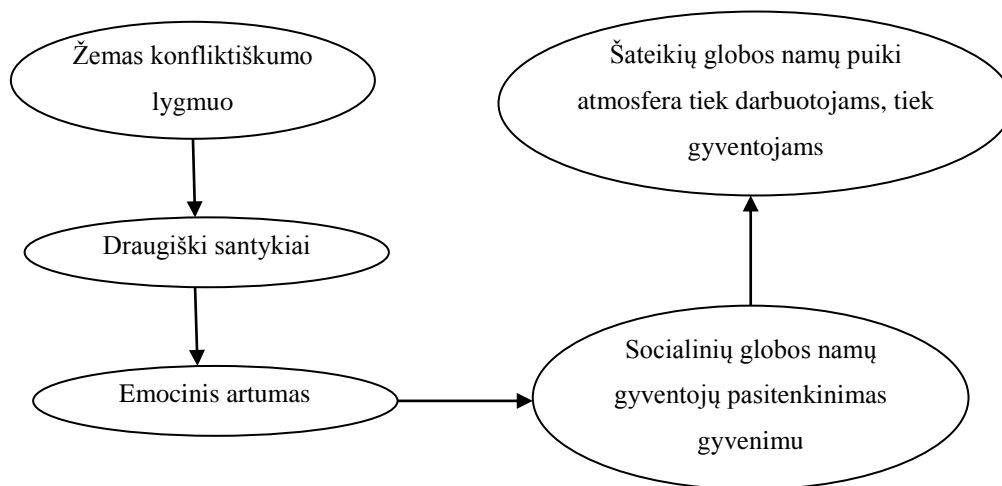 Žemas konfliktiškumo
lygmuo
Draugiški santykiai
Emocinis artumas
Socialinių globos namų
gyventojų pasitenkinimas
gyvenimu
Šateikių globos namų puiki
atmosfera tiek darbuotojams, tiek
gyventojams